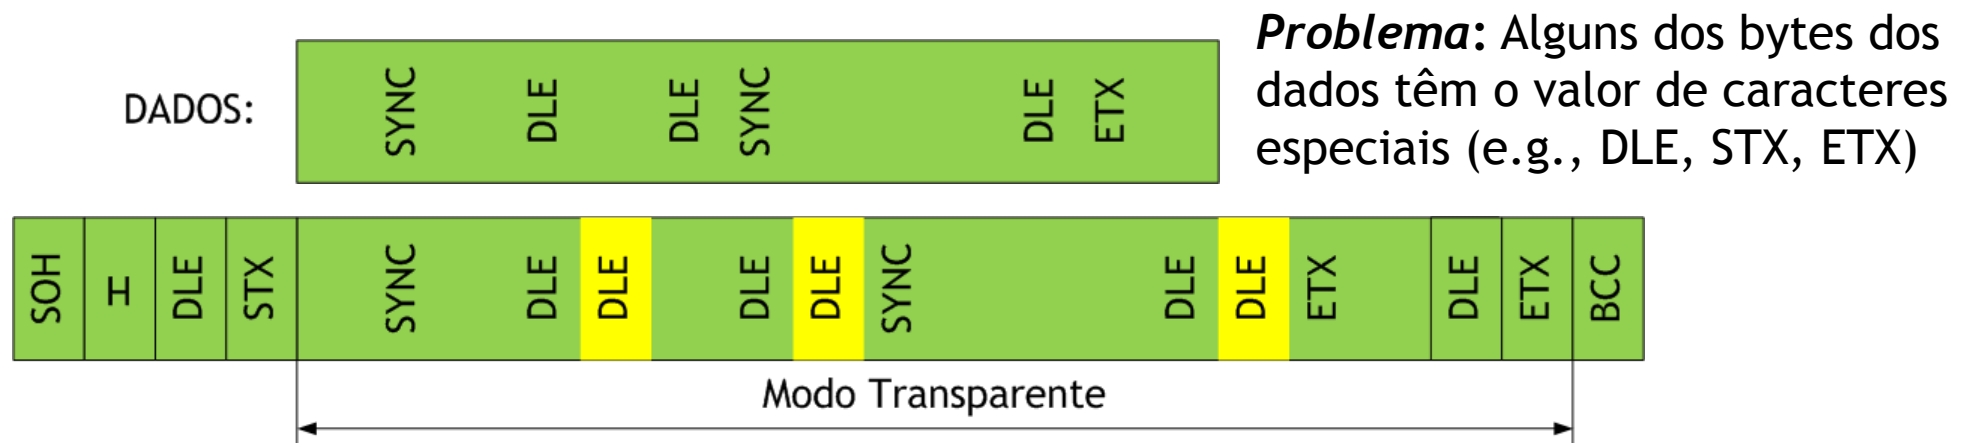 Problema: Alguns dos bytes dos
dados têm o valor de caracteres
especiais (e.g., DLE, STX, ETX)
DADOS:
SYNC DLE DLE SYNC DLE ETX
SOH H DLE STX SYNC DLE DLE DLE DLE SYNC DLE DLE ETX DLE ETX BCC
Modo Transparente